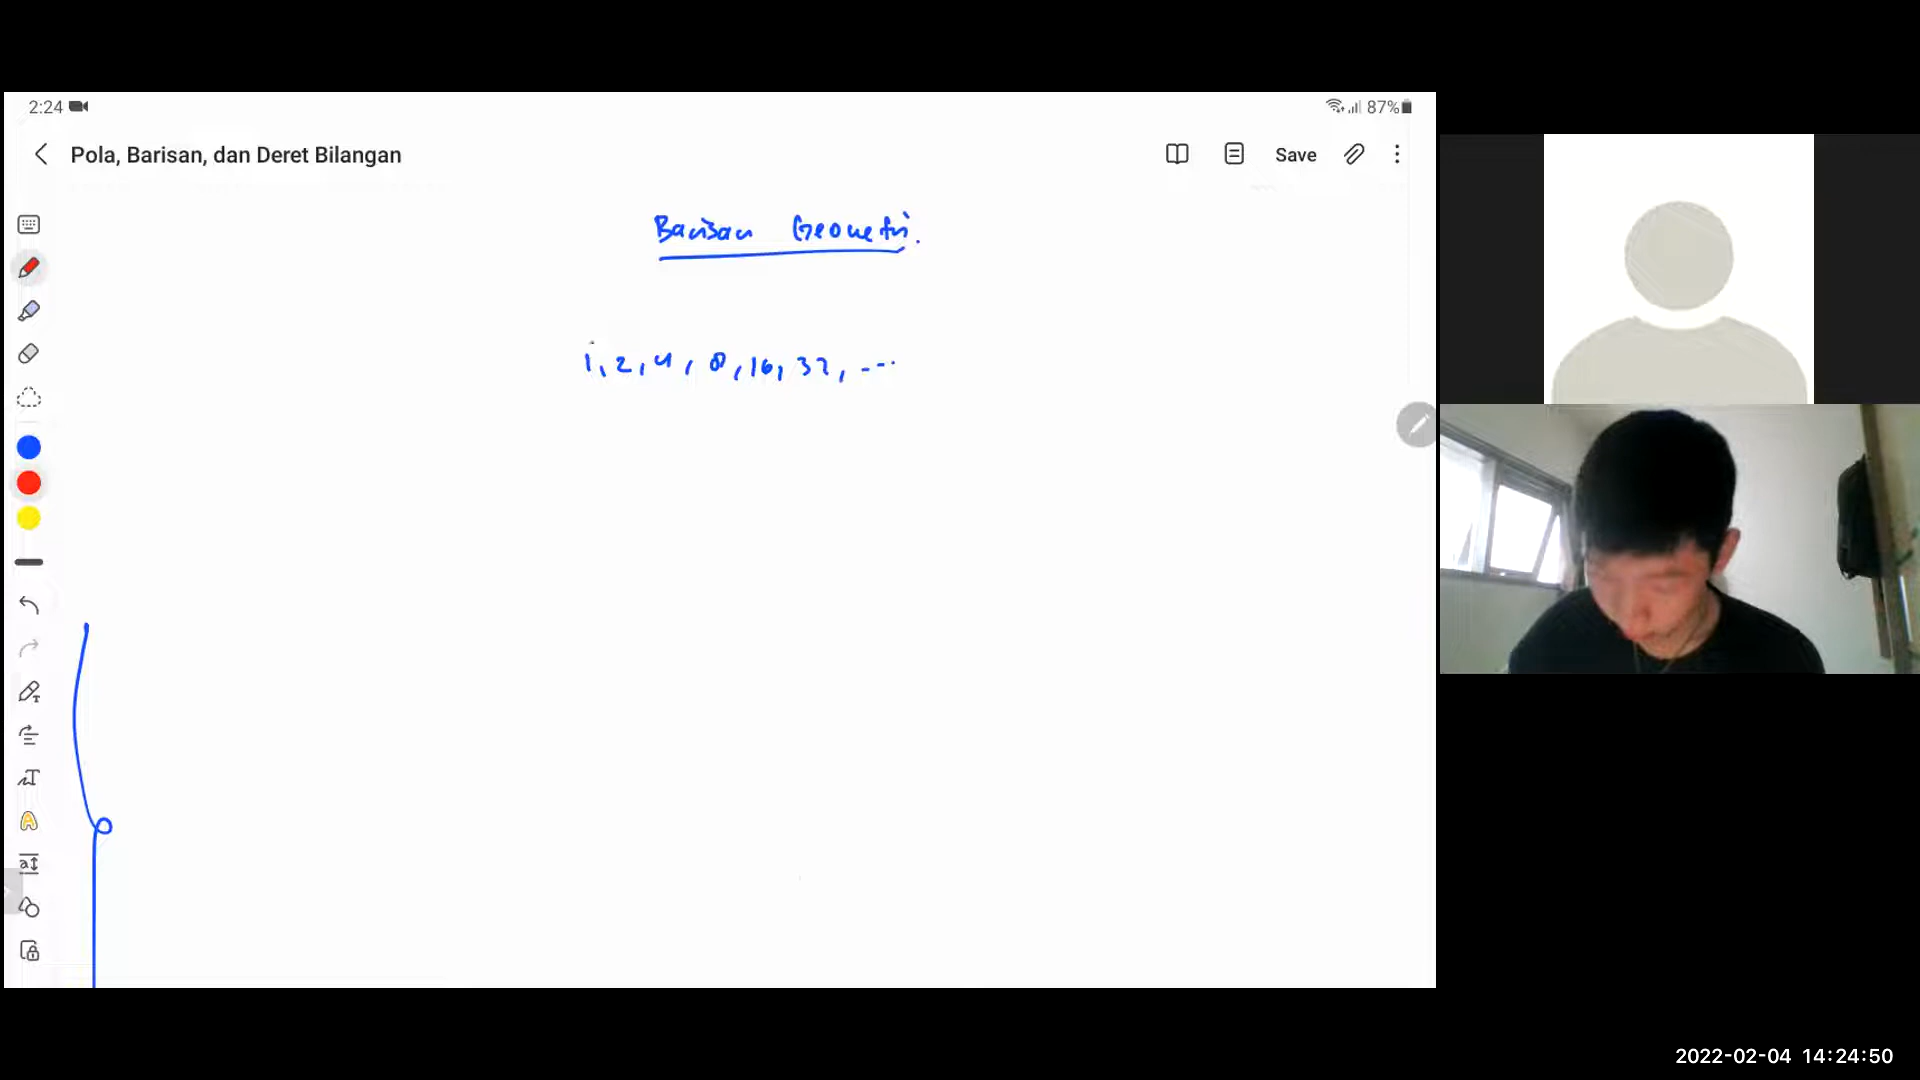 2:24 87%
Pola, Barisan, dan Deret Bilangan Save
Barisan Geometri.
1, 2, 4, 8, 16, 32, ---
2022-02-04 14:24:50